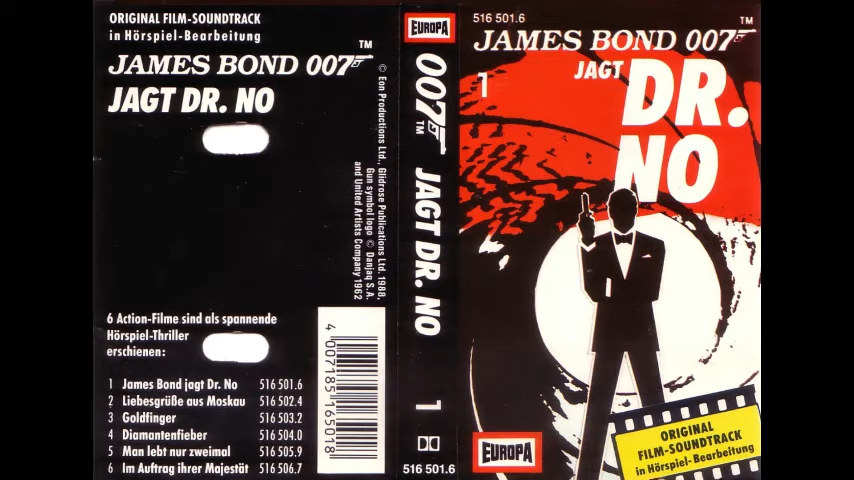 ORIGINAL FILM-SOUNDTRACK
in Hörspiel-Bearbeitung
JAMES BOND 007 TM
JAGT DR. NO
© Eon Productions Ltd., Glidrose Publications Ltd. 1988,
Gun symbol logo © Danjaq S.A.
and United Artists Company 1962
6 Action-Filme sind als spannende
Hörspiel-Thriller
erschienen:
1 James Bond jagt Dr. No 516 501.6
2 Liebesgrüße aus Moskau 516 502.4
3 Goldfinger 516 503.2
4 Diamantenfieber 516 504.0
5 Man lebt nur zweimal 516 505.9
6 Im Auftrag ihrer Majestät 516 506.7
4 007185 165018
EUROPA
007 TM JAGT DR. NO 1
516 501.6
516 501.6
JAMES BOND 007 TM
1
JAGT
DR.
NO
EUROPA
ORIGINAL
FILM-SOUNDTRACK
in Hörspiel-Bearbeitung